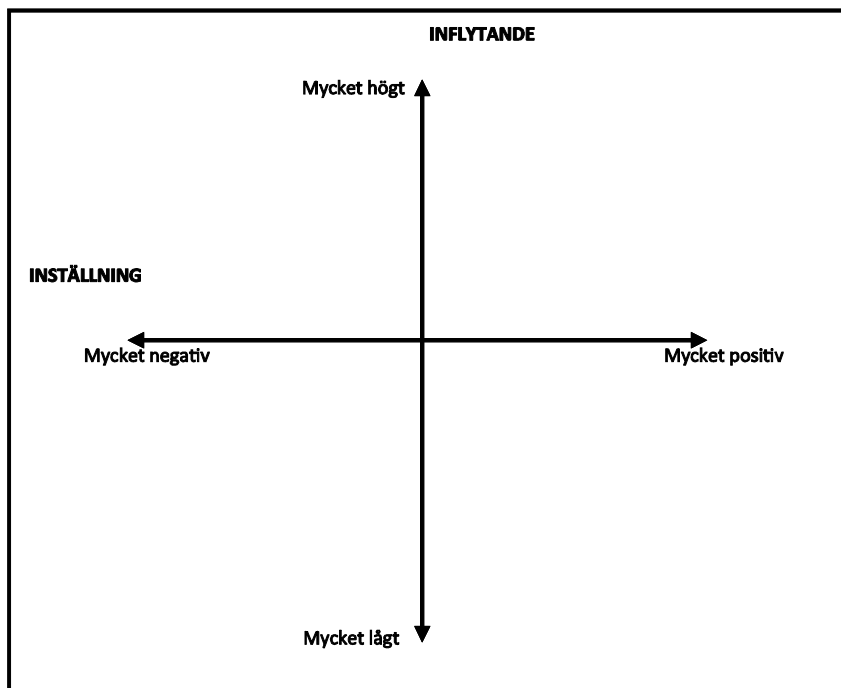 INFLYTANDE
Mycket högt
INSTÄLLNING
Mycket negativ
Mycket positiv
Mycket lågt